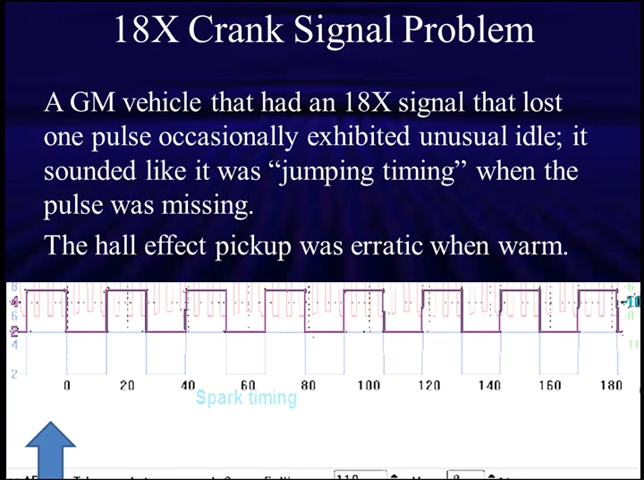 18X Crank Signal Problem
A GM vehicle that had an 18X signal that lost
one pulse occasionally exhibited unusual idle; it
sounded like it was “jumping timing” when the
pulse was missing.
The hall effect pickup was erratic when warm.
0 20 40 60 80 100 120 140 160 180
Spark timing